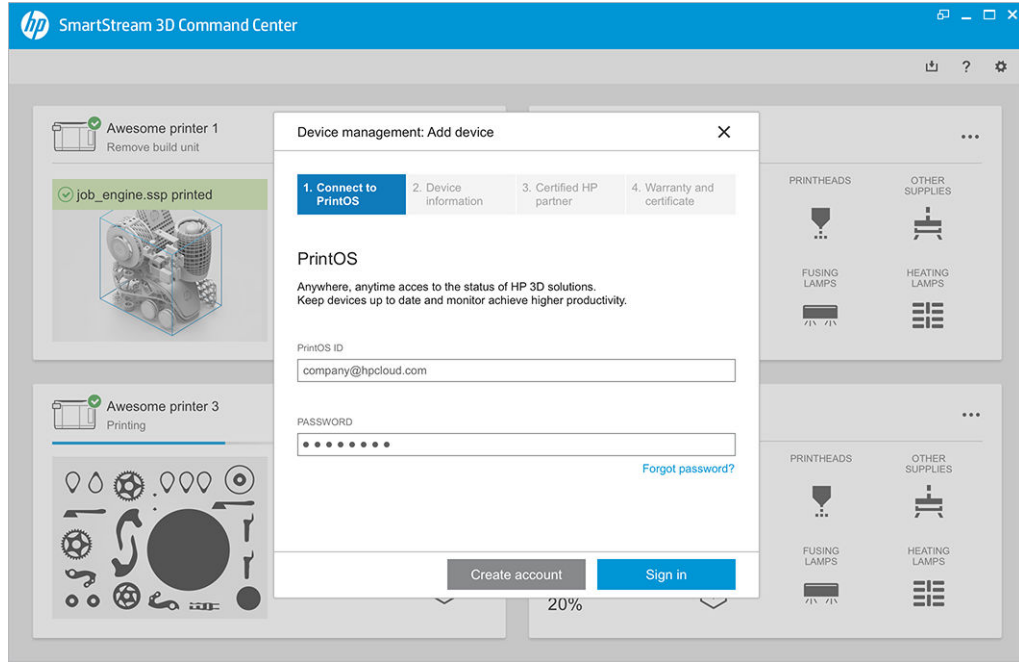 hp SmartStream 3D Command Center
?
Awesome printer 1
Remove build unit
job_engine.ssp printed
Device management: Add device
1. Connect to
PrintOS
2. Device
information
3. Certified HP
partner
4. Warranty and
certificate
PrintOS
Anywhere, anytime acces to the status of HP 3D solutions.
Keep devices up to date and monitor achieve higher productivity.
PrintOS ID
company@hpcloud.com
PASSWORD
Forgot password?
Create account
Sign in
PRINTHEADS
OTHER
SUPPLIES
FUSING
LAMPS
HEATING
LAMPS
Awesome printer 3
Printing
20%
PRINTHEADS
OTHER
SUPPLIES
FUSING
LAMPS
HEATING
LAMPS